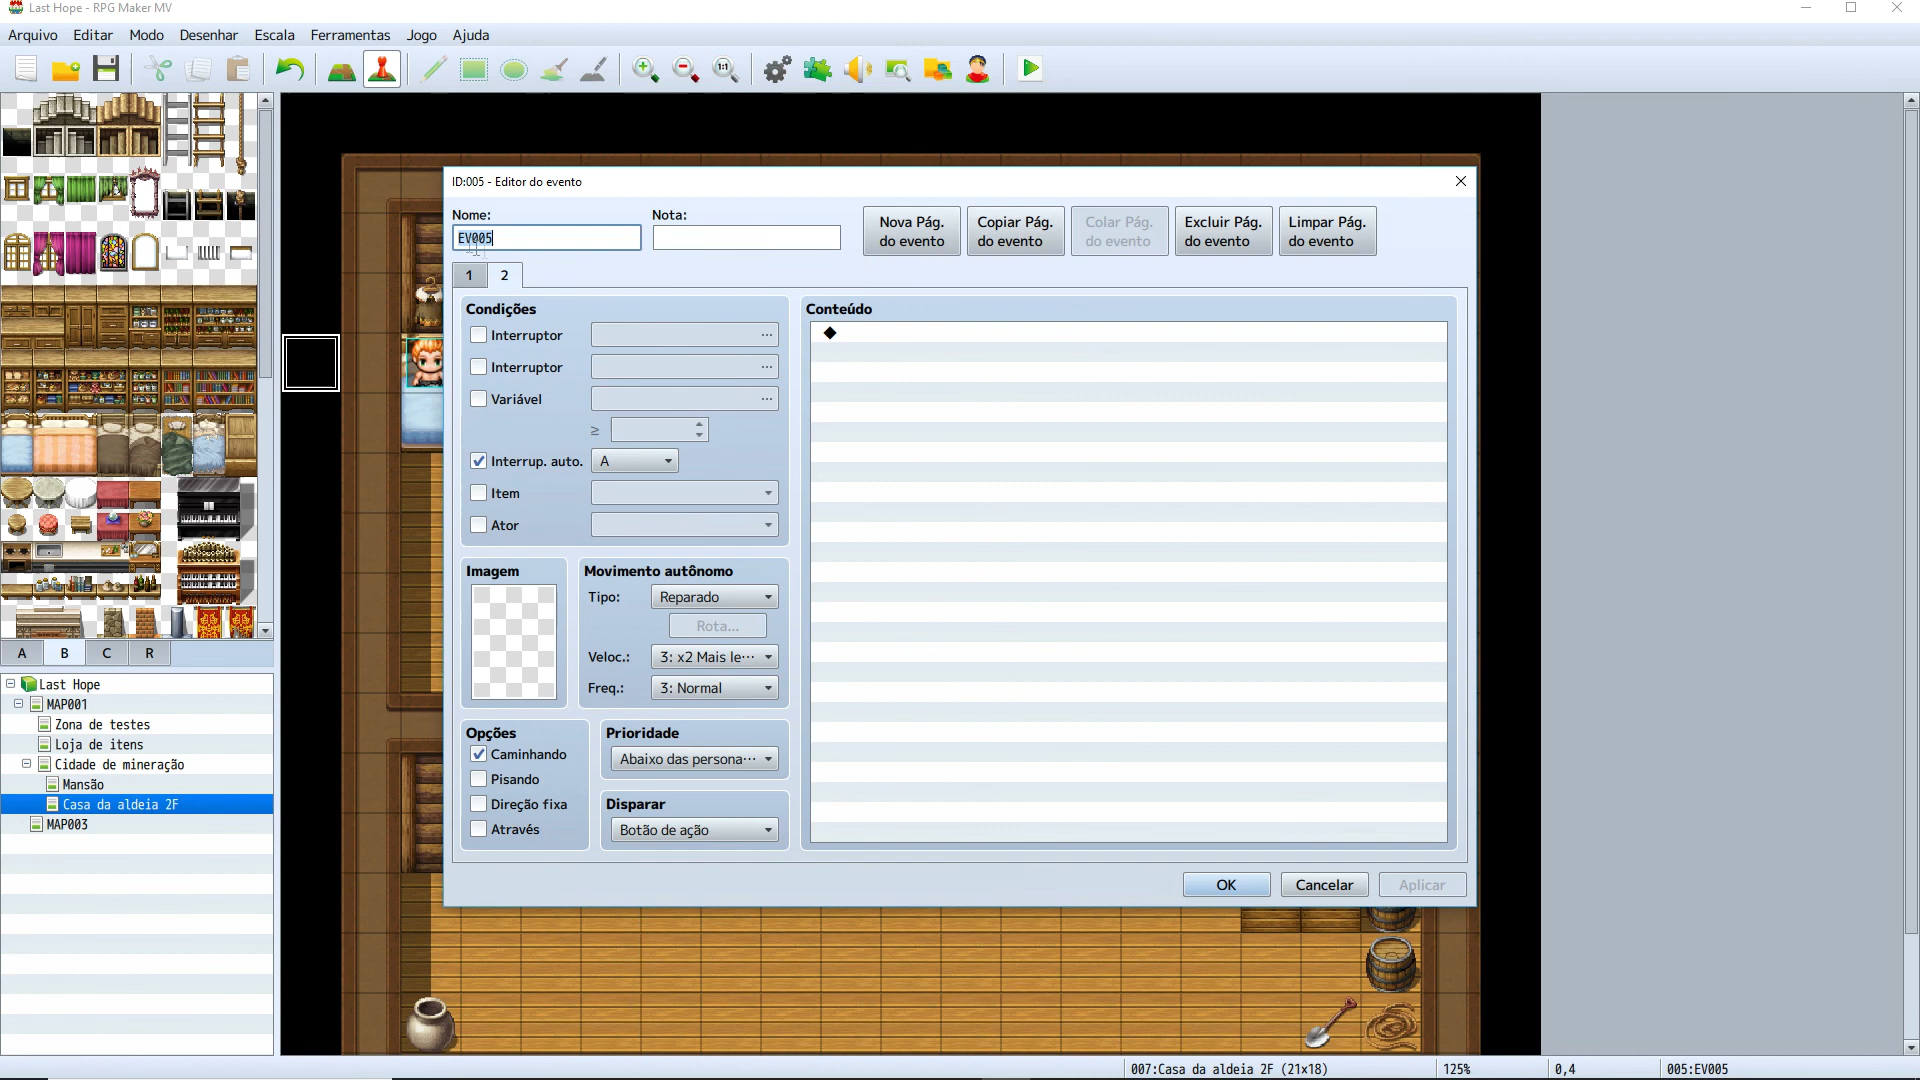 Last Hope - RPG Maker MV
Arquivo Editar Modo Desenhar Escala Ferramentas Jogo Ajuda
1:1
ID:005 - Editor do evento
Nome: Nota:
EV005
Nova Pág. do evento
Copiar Pág. do evento
Colar Pág. do evento
Excluir Pág. do evento
Limpar Pág. do evento
1 2
Condições
Interruptor ...
Interruptor ...
Variável ...
≥
Interrup. auto. A
Item
Ator
Imagem
Movimento autônomo
Tipo: Reparado
Rota...
Veloc.: 3: x2 Mais le...
Freq.: 3: Normal
Opções
Caminhando
Pisando
Direção fixa
Através
Prioridade
Abaixo das persona...
Disparar
Botão de ação
Conteúdo
OK Cancelar Aplicar
A B C R
Last Hope
MAP001
Zona de testes
Loja de itens
Cidade de mineração
Mansão
Casa da aldeia 2F
MAP003
007:Casa da aldeia 2F (21x18) 125% 0,4 005:EV005